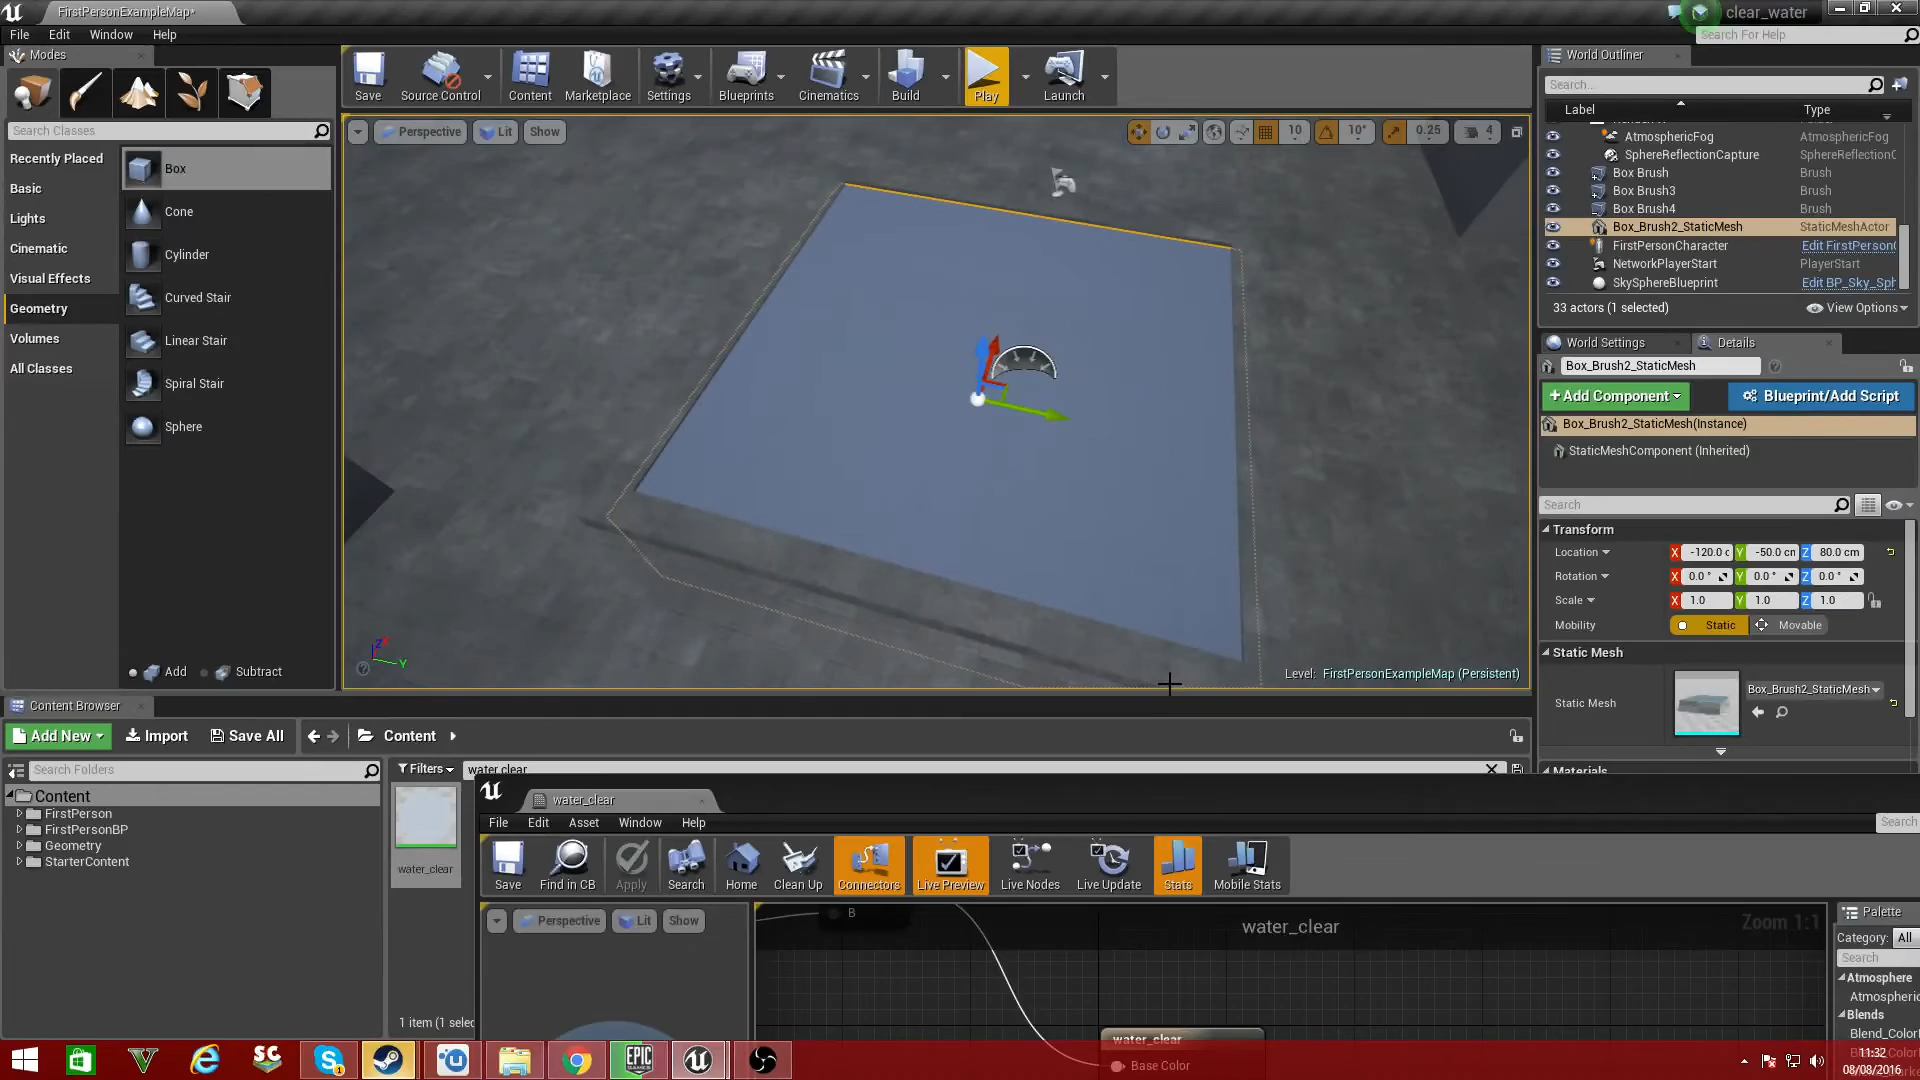 FirstPersonExampleMap*
clear_water
File Edit Window Help
Search For Help
Modes
Save
Source Control
Content
Marketplace
Settings
Blueprints
Cinematics
Build
Play
Launch
Search Classes
Recently Placed
Basic
Lights
Cinematic
Visual Effects
Geometry
Volumes
All Classes
Box
Cone
Cylinder
Curved Stair
Linear Stair
Spiral Stair
Sphere
Add
Subtract
Perspective
Lit
Show
10
10°
0.25
4
Level: FirstPersonExampleMap (Persistent)
World Outliner
Search...
Label Type
AtmosphericFog AtmosphericFog
SphereReflectionCapture SphereReflectionC
Box Brush Brush
Box Brush3 Brush
Box Brush4 Brush
Box_Brush2_StaticMesh StaticMeshActor
FirstPersonCharacter Edit FirstPerson
NetworkPlayerStart PlayerStart
SkySphereBlueprint Edit BP_Sky_Sph
33 actors (1 selected)
View Options
World Settings
Details
Box_Brush2_StaticMesh
+Add Component
Blueprint/Add Script
Box_Brush2_StaticMesh(Instance)
StaticMeshComponent (Inherited)
Search
Transform
Location X -120.0 c Y -50.0 cm Z 80.0 cm
Rotation X 0.0 ° Y 0.0 ° Z 0.0 °
Scale X 1.0 Y 1.0 Z 1.0
Mobility Static Movable
Static Mesh
Static Mesh
Box_Brush2_StaticMesh
Materials
Content Browser
Add New
Import
Save All
Content
Search Folders
Filters
water clear
Content
FirstPerson
FirstPersonBP
Geometry
StarterContent
water_clear
1 item (1 selec
water_clear
File Edit Asset Window Help
Search
Save
Find in CB
Apply
Search
Home
Clean Up
Connectors
Live Preview
Live Nodes
Live Update
Stats
Mobile Stats
Perspective
Lit
Show
B
water_clear
Zoom 1:1
water_clear
Base Color
Palette
Category: All
Search
Atmosphere
Atmospheric
Blends
Blend_Color
11:32
08/08/2016